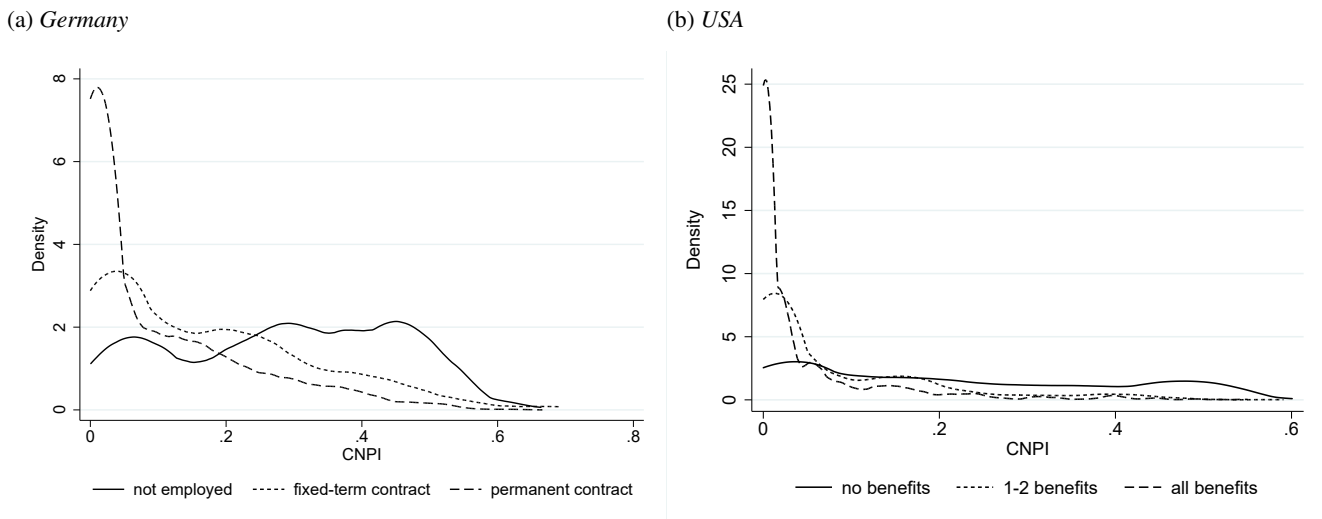 (a) Germany
(b) USA
Density
8
6
4
2
0
0
.2
.4
.6
.8
CNPI
not employed
fixed-term contract
permanent contract
Density
25
20
15
10
5
0
0
.2
.4
.6
CNPI
no benefits
1-2 benefits
all benefits